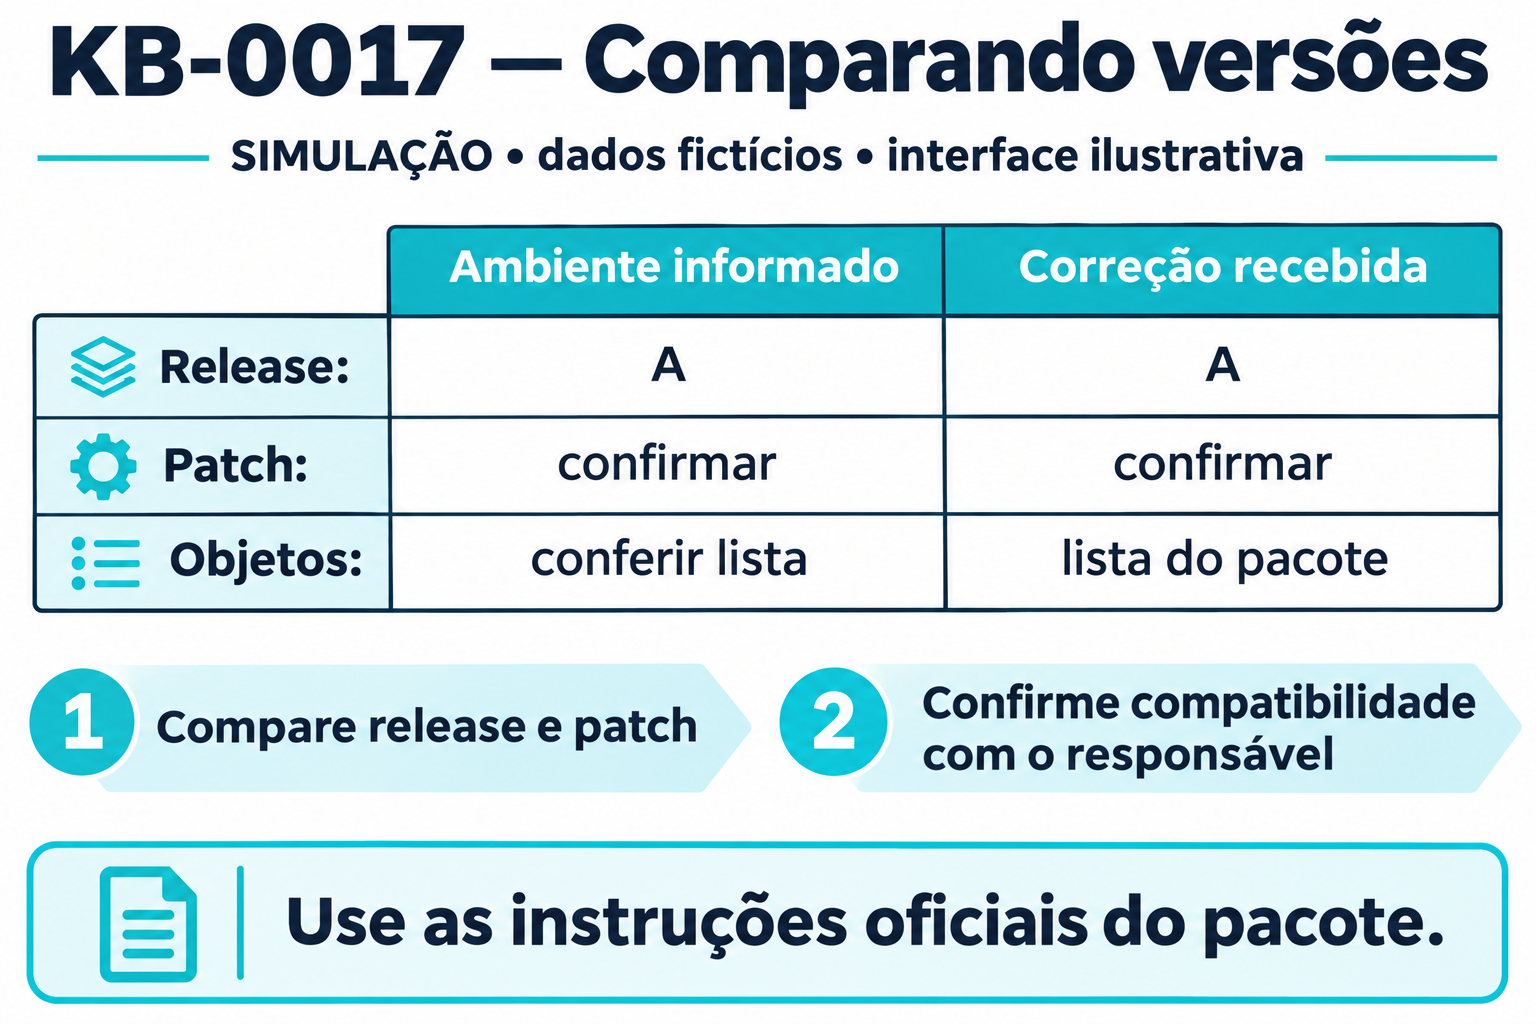 KB-0017 — Comparando versões
SIMULAÇÃO • dados fictícios • interface ilustrativa
Ambiente informado
Correção recebida
Release:
A
A
Patch:
confirmar
confirmar
Objetos:
conferir lista
lista do pacote
1
Compare release e patch
2
Confirme compatibilidade
com o responsável
Use as instruções oficiais do pacote.